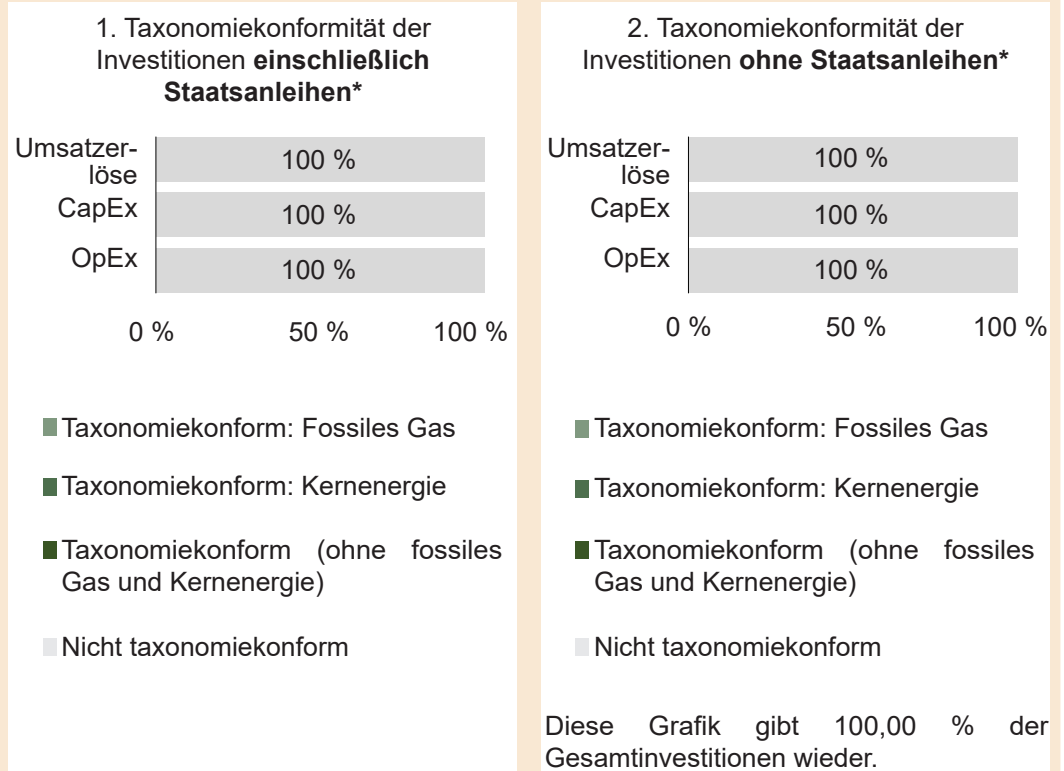 1. Taxonomiekonformität der
Investitionen einschließlich
Staatsanleihen*
Umsatzer-
löse
100 %
CapEx
100 %
OpEx
100 %
0 % 50 % 100 %
Taxonomiekonform: Fossiles Gas
Taxonomiekonform: Kernenergie
Taxonomiekonform (ohne fossiles
Gas und Kernenergie)
Nicht taxonomiekonform
2. Taxonomiekonformität der
Investitionen ohne Staatsanleihen*
Umsatzer-
löse
100 %
CapEx
100 %
OpEx
100 %
0 % 50 % 100 %
Taxonomiekonform: Fossiles Gas
Taxonomiekonform: Kernenergie
Taxonomiekonform (ohne fossiles
Gas und Kernenergie)
Nicht taxonomiekonform
Diese Grafik gibt 100,00 % der
Gesamtinvestitionen wieder.